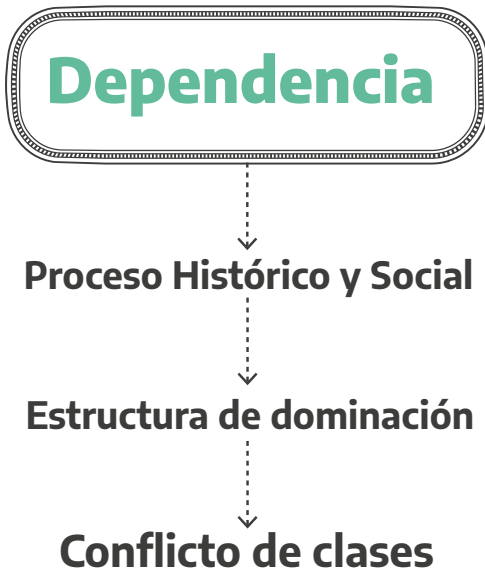 Dependencia
Proceso Histórico y Social
Estructura de dominación
Conflicto de clases